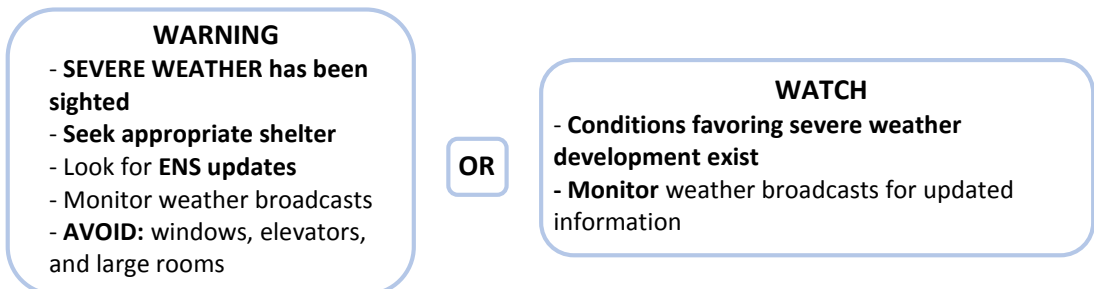 WARNING
- SEVERE WEATHER has been
sighted
- Seek appropriate shelter
- Look for ENS updates
- Monitor weather broadcasts
- AVOID: windows, elevators,
and large rooms
OR
WATCH
- Conditions favoring severe weather
development exist
- Monitor weather broadcasts for updated
information